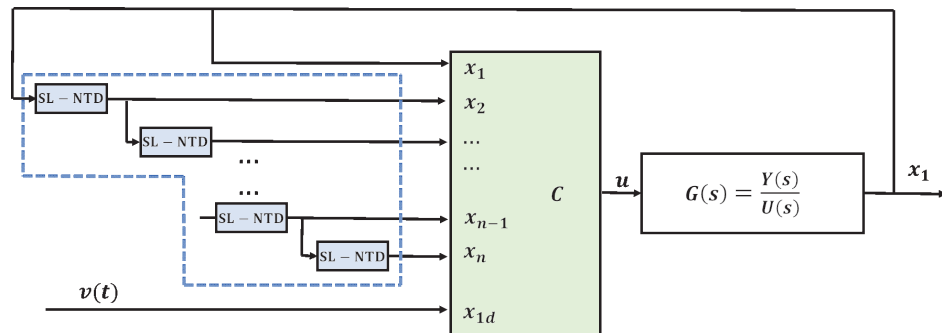 x₁
SL − NTD
x₂
SL − NTD
...
...
...
...
C
u
G(s) = Y(s)/U(s)
x₁
SL − NTD
xₙ₋₁
SL − NTD
xₙ
v(t)
x₁d